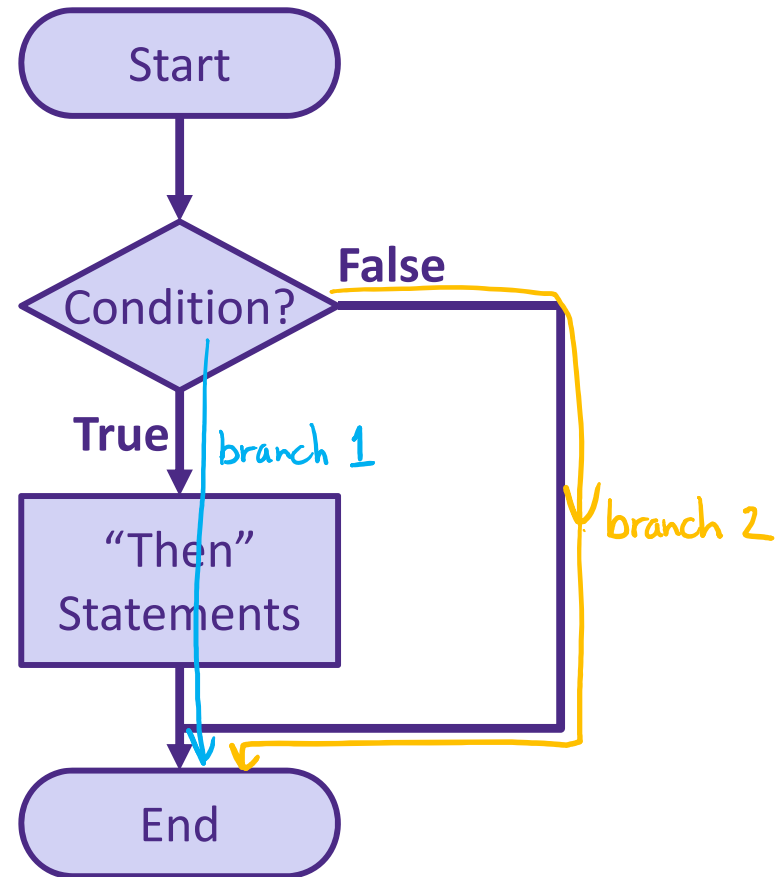 Start
False
Condition?
True
branch 1
“Then”
Statements
branch 2
End